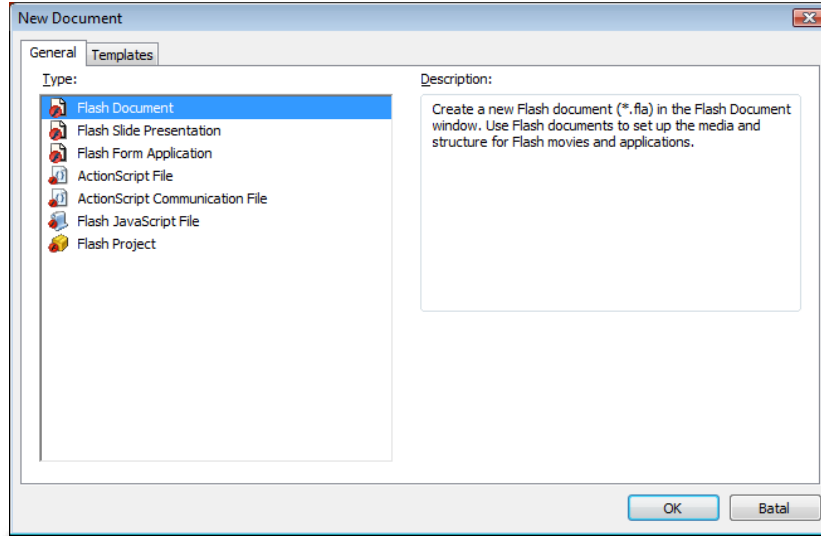 New Document
General
Templates
Type:
Flash Document
Flash Slide Presentation
Flash Form Application
ActionScript File
ActionScript Communication File
Flash JavaScript File
Flash Project
Description:
Create a new Flash document (*.fla) in the Flash Document
window. Use Flash documents to set up the media and
structure for Flash movies and applications.
OK
Batal